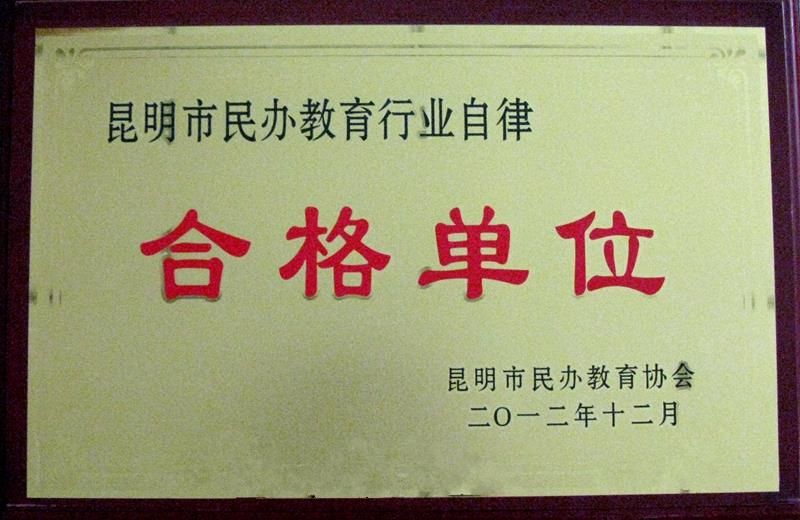 昆明市民办教育行业自律
合格单位
昆明市民办教育协会
二〇一二年十二月